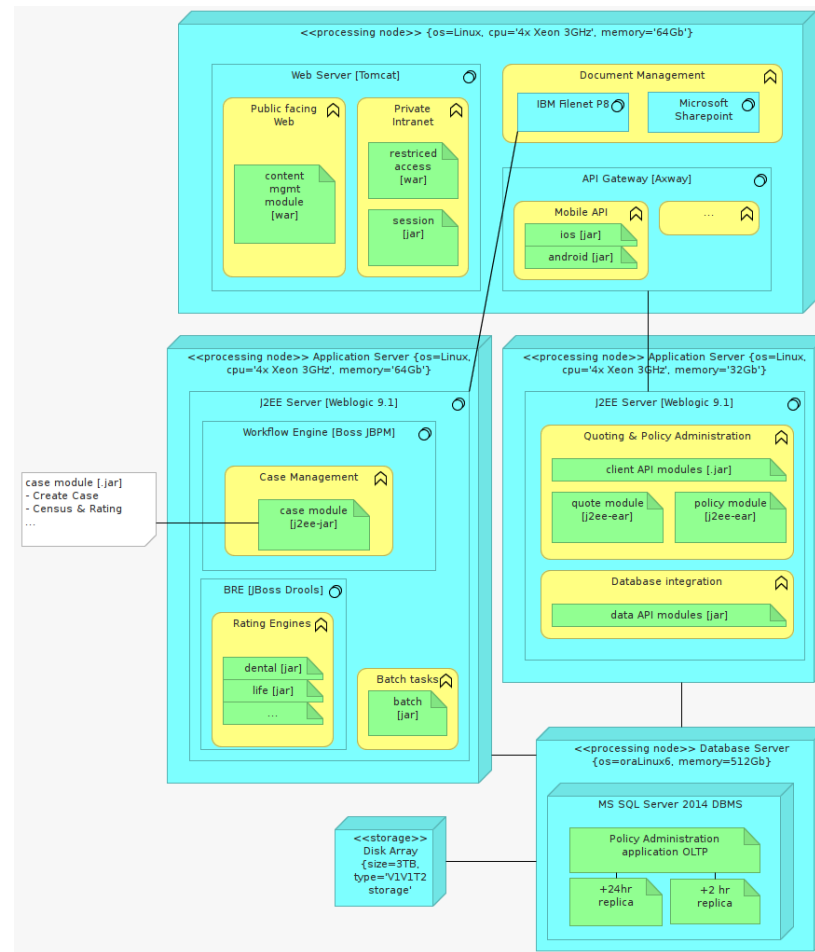 <<processing node>> {os=Linux, cpu='4x Xeon 3GHz', memory='64Gb'}
Web Server [Tomcat]
Public facing
Web
content
mgmt
module
[war]
Private
Intranet
restriced
access
[war]
session
[jar]
Document Management
IBM Filenet P8
Microsoft
Sharepoint
API Gateway [Axway]
Mobile API
ios [jar]
android [jar]
...
<<processing node>> Application Server {os=Linux,
cpu='4x Xeon 3GHz', memory='64Gb'}
J2EE Server [Weblogic 9.1]
Workflow Engine [Boss JBPM]
Case Management
case module
[j2ee-jar]
case module [.jar]
- Create Case
- Census & Rating
...
BRE [JBoss Drools]
Rating Engines
dental [jar]
life [jar]
...
Batch tasks
batch
[jar]
<<processing node>> Application Server {os=Linux,
cpu='4x Xeon 3GHz', memory='32Gb'}
J2EE Server [Weblogic 9.1]
Quoting & Policy Administration
client API modules [.jar]
quote module
[j2ee-ear]
policy module
[j2ee-ear]
Database integration
data API modules [jar]
<<processing node>> Database Server
{os=oraLinux6, memory=512Gb}
MS SQL Server 2014 DBMS
Policy Administration
application OLTP
+24hr
replica
+2 hr
replica
<<storage>>
Disk Array
{size=3TB,
type='V1V1T2
storage'